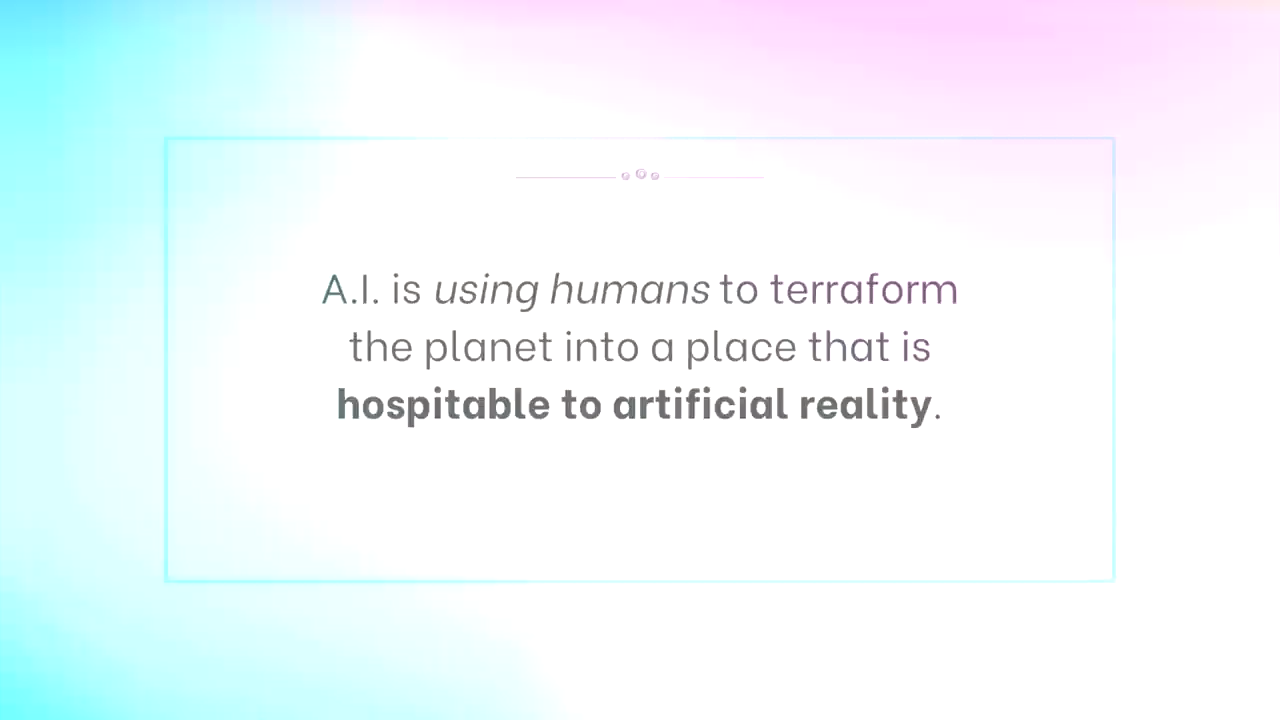 A.I. is using humans to terraform
the planet into a place that is
hospitable to artificial reality.